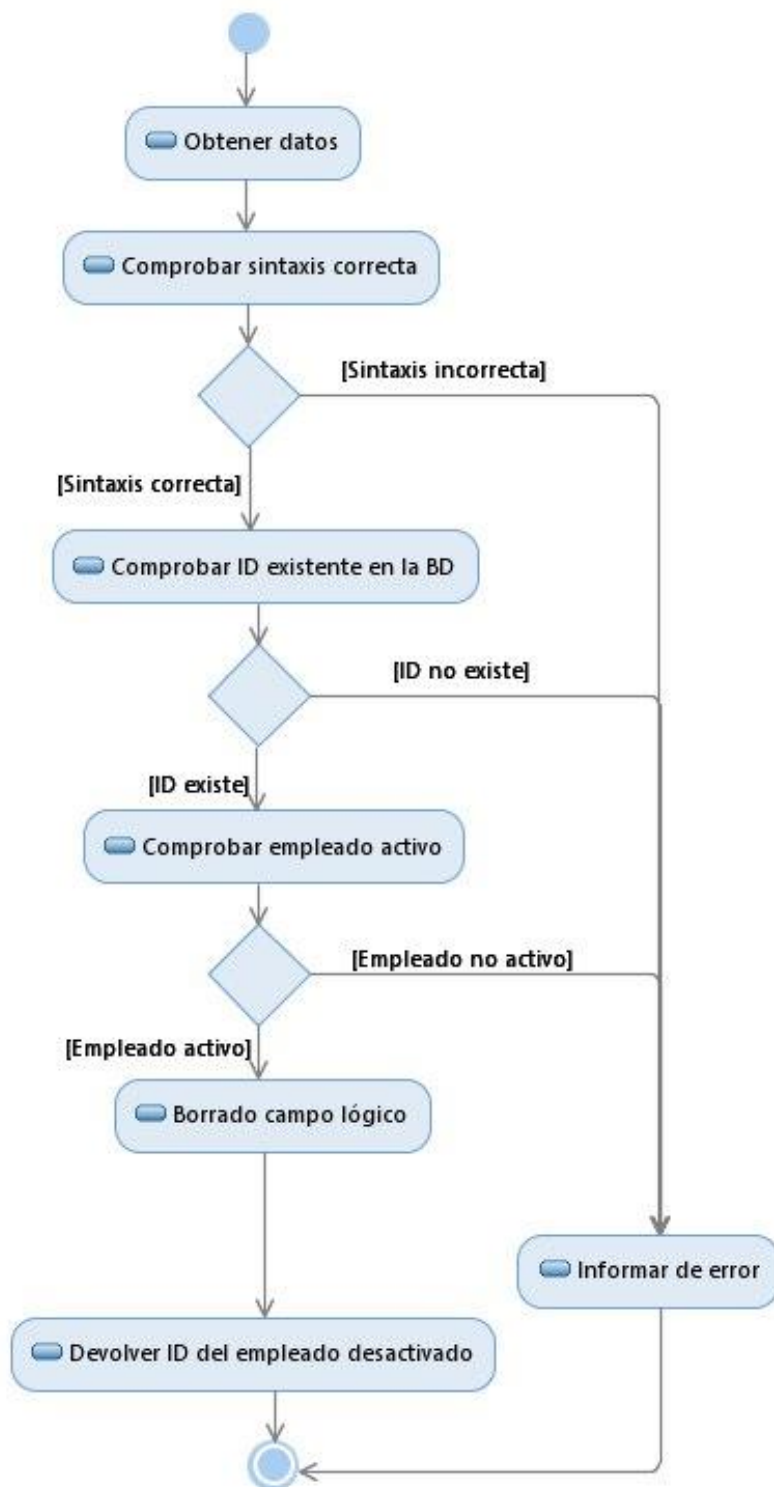 Obtener datos
Comprobar sintaxis correcta
[Sintaxis incorrecta]
[Sintaxis correcta]
Comprobar ID existente en la BD
[ID no existe]
[ID existe]
Comprobar empleado activo
[Empleado no activo]
[Empleado activo]
Borrado campo lógico
Informar de error
Devolver ID del empleado desactivado